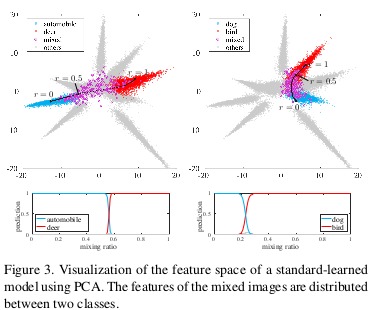 20
10
0
-10
-20
-20 -10 0 10 20
automobile
deer
mixed
others
r = 0.5
r = 1
r = 0
20
10
0
-10
-20
-20 -10 0 10 20
dog
bird
mixed
others
r = 1
r = 0.5
r = 0
prediction
1
0.5
0
0 0.2 0.4 0.6 0.8 1
mixing ratio
automobile
deer
prediction
1
0.5
0
0 0.2 0.4 0.6 0.8 1
mixing ratio
dog
bird
Figure 3. Visualization of the feature space of a standard-learned
model using PCA. The features of the mixed images are distributed
between two classes.